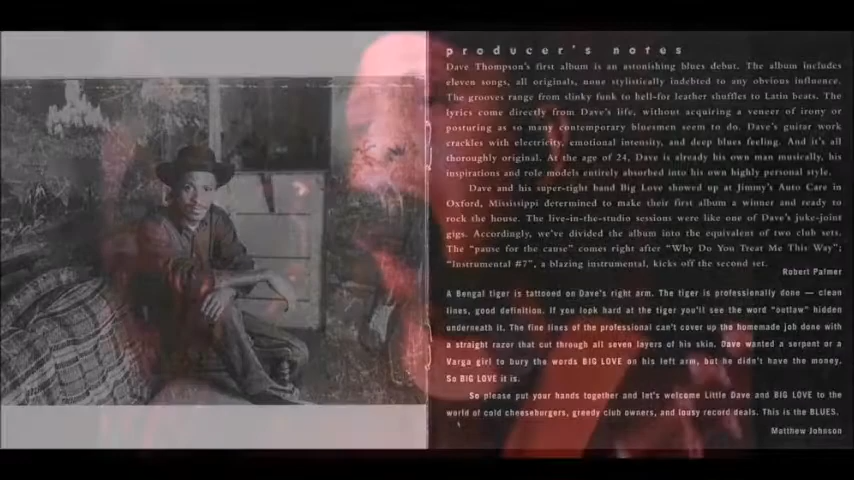 producer's notes
Dave Thompson's first album is an astonishing blues debut. The album includes
eleven songs, all originals, none stylistically indebted to any obvious influence.
The grooves range from slinky funk to hell-for leather shuffles to Latin beats. The
lyrics come directly from Dave's life, without acquiring a veneer of irony or
posturing as so many contemporary bluesmen seem to do. Dave's guitar work
crackles with electricity, emotional intensity, and deep blues feeling. And it's all
thoroughly original. At the age of 24, Dave is already his own man musically, his
inspirations and role models entirely absorbed into his own highly personal style.
Dave and his super-tight band Big Love showed up at Jimmy's Auto Care in
Oxford, Mississippi determined to make their first album a winner and ready to
rock the house. The live-in-the-studio sessions were like one of Dave's juke-joint
gigs. Accordingly, we've divided the album into the equivalent of two club sets.
The "pause for the cause" comes right after "Why Do You Treat Me This Way";
"Instrumental #7", a blazing instrumental, kicks off the second set.
Robert Palmer
A Bengal tiger is tattooed on Dave's right arm. The tiger is professionally done — clean
lines, good definition. If you look hard at the tiger you'll see the word "outlaw" hidden
underneath it. The fine lines of the professional can't cover up the homemade job done with
a straight razor that cut through all seven layers of his skin. Dave wanted a serpent or a
Varga girl to bury the words BIG LOVE on his left arm, but he didn't have the money.
So BIG LOVE it is.
So please put your hands together and let's welcome Little Dave and BIG LOVE to the
world of cold cheeseburgers, greedy club owners, and lousy record deals. This is the BLUES.
Matthew Johnson